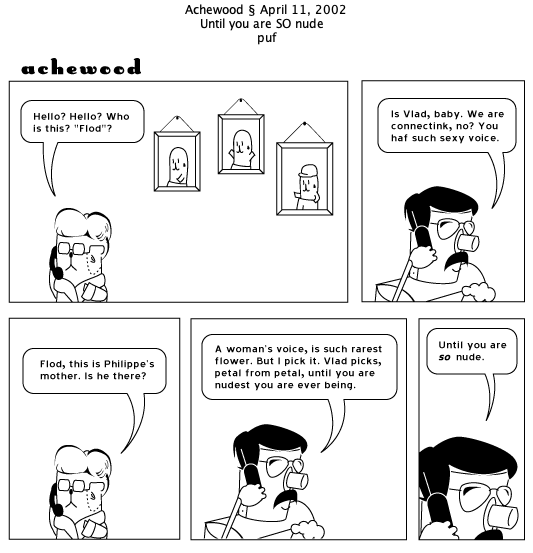 Achewood § April 11, 2002
Until you are SO nude
puf
achewood
Hello? Hello? Who
is this? "Flod"?
Is Vlad, baby. We are
connectink, no? You
haf such sexy voice.
Flod, this is Philippe's
mother. Is he there?
A woman's voice, is such rarest
flower. But I pick it. Vlad picks,
petal from petal, until you are
nudest you are ever being.
Until you are
so nude.